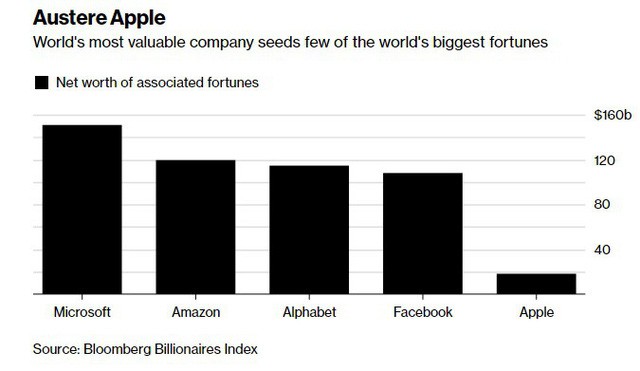 Austere Apple
World's most valuable company seeds few of the world's biggest fortunes
Net worth of associated fortunes
$160b
120
80
40
Microsoft Amazon Alphabet Facebook Apple
Source: Bloomberg Billionaires Index